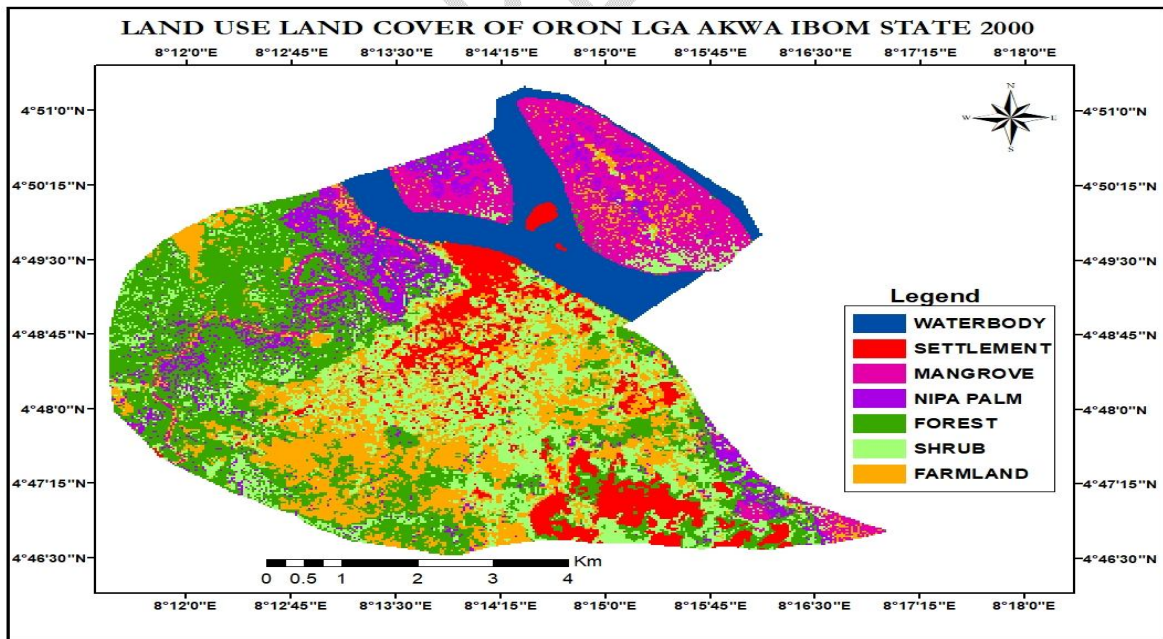 LAND USE LAND COVER OF ORON LGA AKWA IBOM STATE 2000
8°12'0"E 8°12'45"E 8°13'30"E 8°14'15"E 8°15'0"E 8°15'45"E 8°16'30"E 8°17'15"E 8°18'0"E
4°51'0"N 4°51'0"N
N
W E
S
4°50'15"N 4°50'15"N
4°49'30"N 4°49'30"N
Legend
WATERBODY
4°48'45"N 4°48'45"N
SETTLEMENT
MANGROVE
NIPA PALM
4°48'0"N 4°48'0"N
FOREST
SHRUB
FARMLAND
4°47'15"N 4°47'15"N
4°46'30"N 4°46'30"N
Km
0 0.5 1 2 3 4
8°12'0"E 8°12'45"E 8°13'30"E 8°14'15"E 8°15'0"E 8°15'45"E 8°16'30"E 8°17'15"E 8°18'0"E